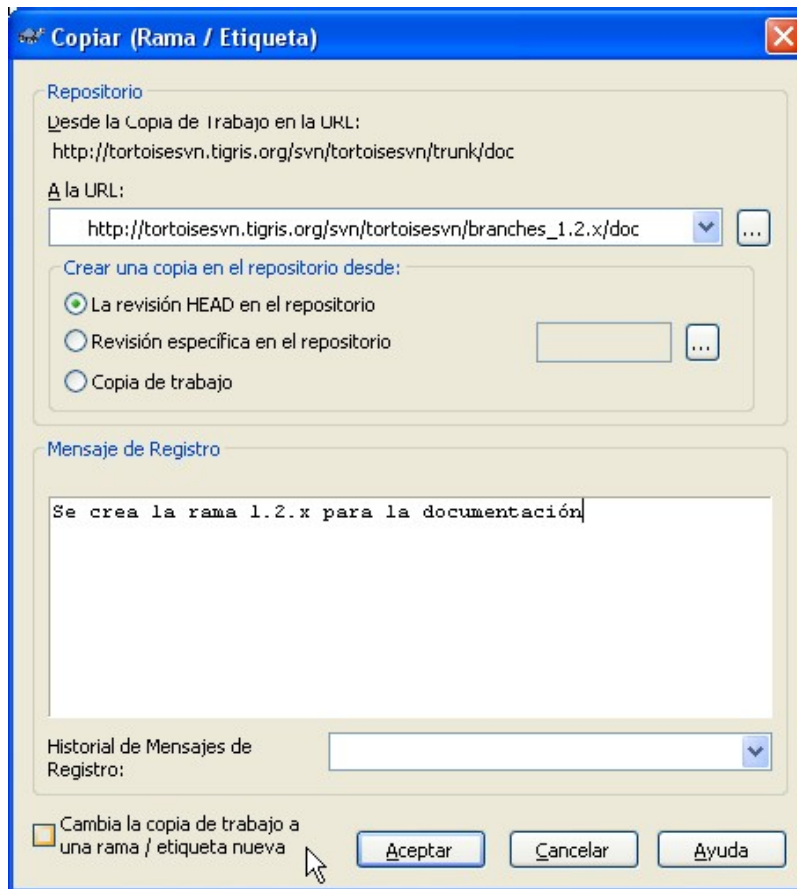 Copiar (Rama / Etiqueta)
Repositorio
Desde la Copia de Trabajo en la URL:
http://tortoisesvn.tigris.org/svn/tortoisesvn/trunk/doc
A la URL:
http://tortoisesvn.tigris.org/svn/tortoisesvn/branches_1.2.x/doc
...
Crear una copia en el repositorio desde:
La revisión HEAD en el repositorio
Revisión específica en el repositorio
...
Copia de trabajo
Mensaje de Registro
Se crea la rama 1.2.x para la documentación
Historial de Mensajes de
Registro:
Cambia la copia de trabajo a
una rama / etiqueta nueva
Aceptar
Cancelar
Ayuda